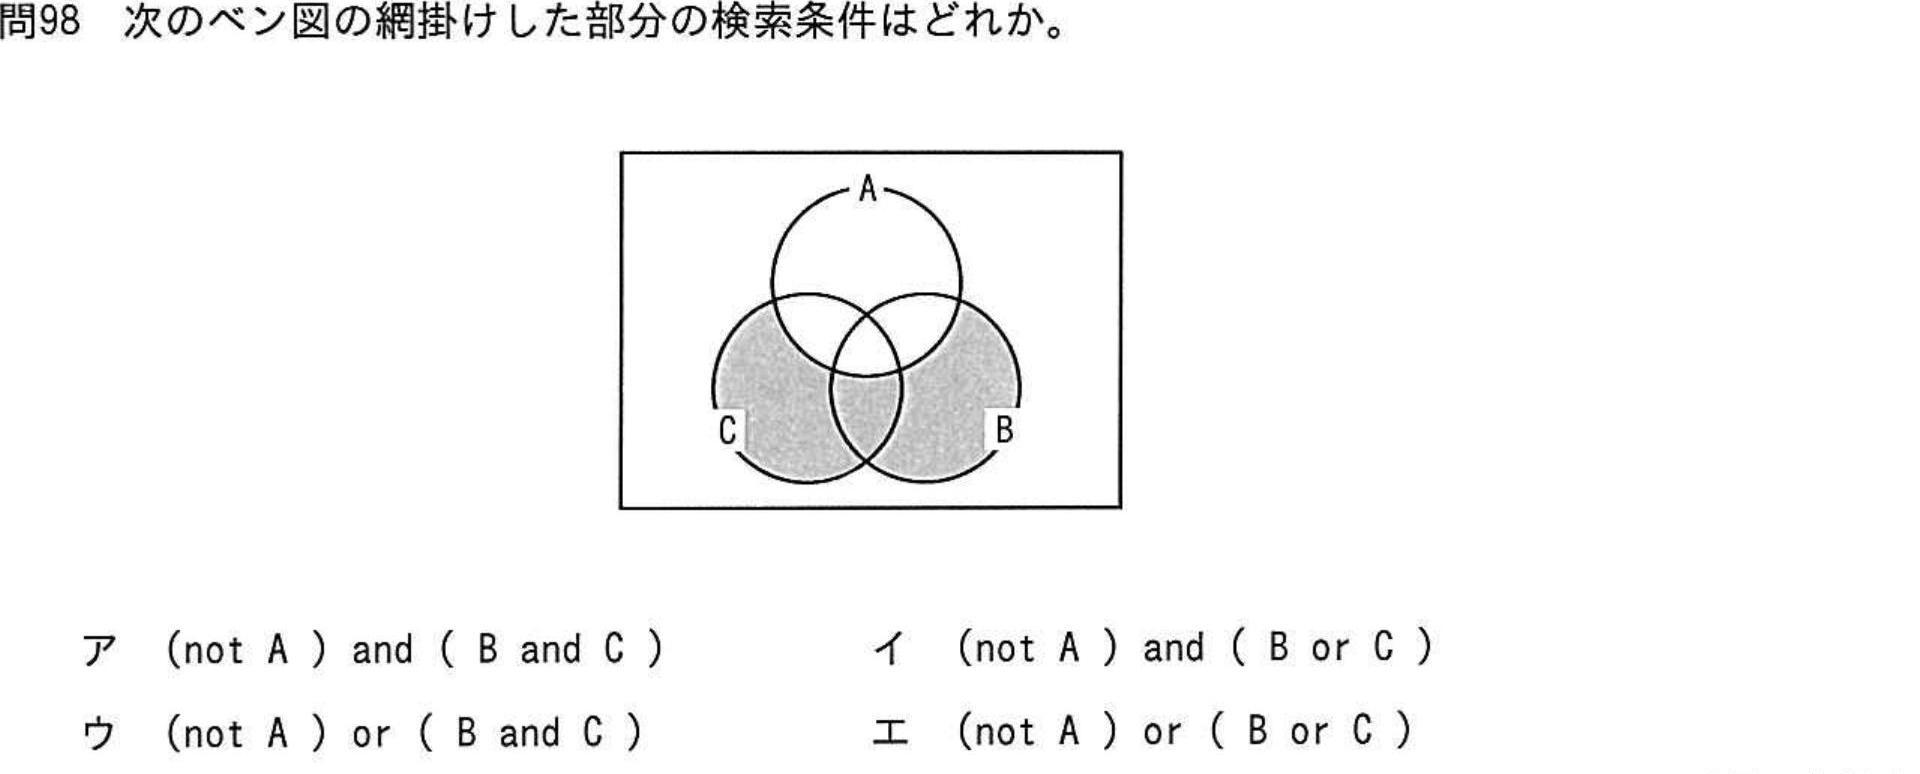 問98　次のベン図の網掛けした部分の検索条件はどれか。
A
C
B
ア　(not A ) and ( B and C )
イ　(not A ) and ( B or C )
ウ　(not A ) or ( B and C )
エ　(not A ) or ( B or C )